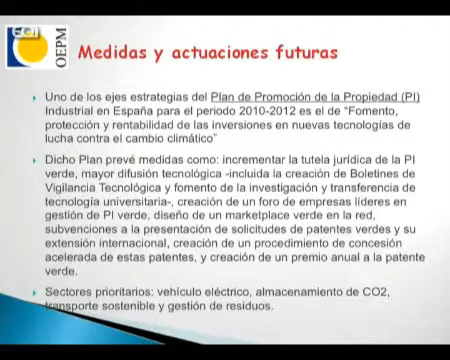 eoi
OEPM
Medidas y actuaciones futuras
Uno de los ejes estrategias del Plan de Promoción de la Propiedad (PI)
Industrial en España para el periodo 2010-2012 es el de "Fomento,
protección y rentabilidad de las inversiones en nuevas tecnologías de
lucha contra el cambio climático"
Dicho Plan prevé medidas como: incrementar la tutela jurídica de la PI
verde, mayor difusión tecnológica -incluida la creación de Boletines de
Vigilancia Tecnológica y fomento de la investigación y transferencia de
tecnología universitaria-, creación de un foro de empresas líderes en
gestión de PI verde, diseño de un marketplace verde en la red,
subvenciones a la presentación de solicitudes de patentes verdes y su
extensión internacional, creación de un procedimiento de concesión
acelerada de estas patentes, y creación de un premio anual a la patente
verde.
Sectores prioritarios: vehículo eléctrico, almacenamiento de CO2,
transporte sostenible y gestión de residuos.